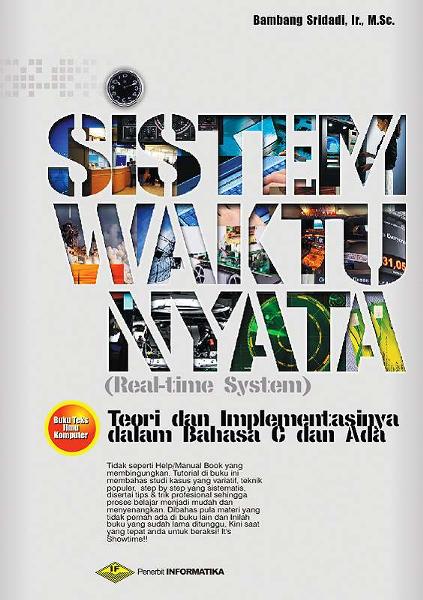 Bambang Sridadi, Ir., M.Sc.
SISTEM
WAKTU
NYATA
(Real-time System)
Buku Teks
Ilmu
Komputer
Teori dan Implementasinya
dalam Bahasa C dan Ada
Tidak seperti Help/Manual Book yang
membingungkan. Tutorial di buku ini
membahas studi kasus yang variatif, teknik
populer, step by step yang sistematis,
disertai tips & trik profesional sehingga
proses belajar menjadi mudah dan
menyenangkan. Dibahas pula materi yang
tidak pernah ada di buku lain dan Inilah
buku yang sudah lama ditunggu. Kini saat
yang tepat anda untuk beraksi! It's
Showtime!!
IF
Penerbit INFORMATIKA